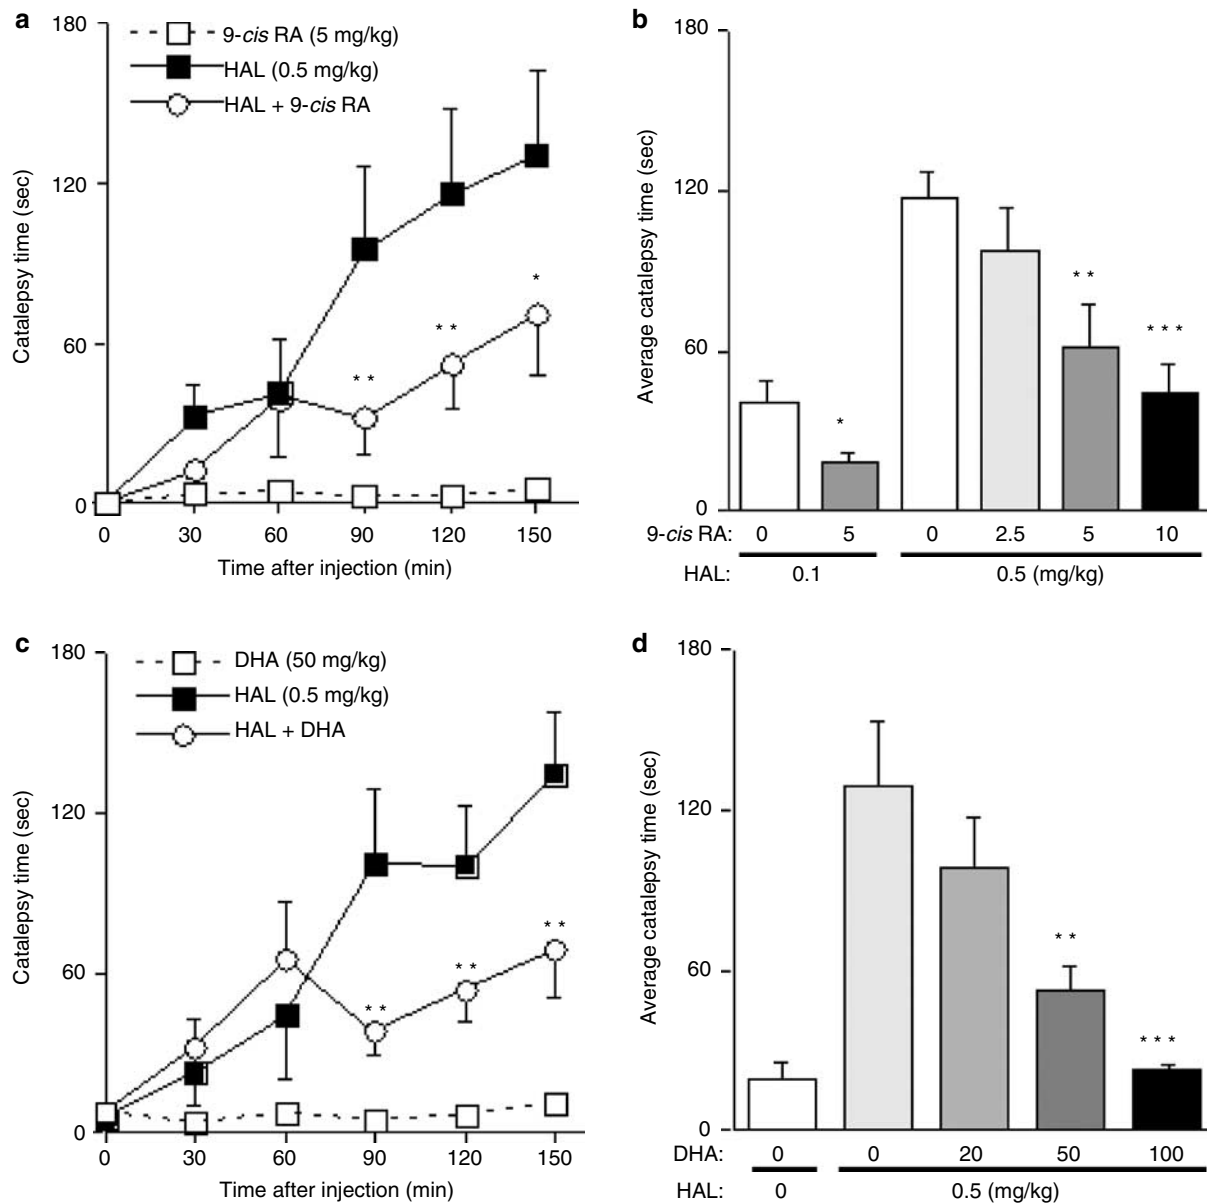 a
180
120
60
0
Catalepsy time (sec)
9-cis RA (5 mg/kg)
HAL (0.5 mg/kg)
HAL + 9-cis RA
* *
* *
*
0 30 60 90 120 150
Time after injection (min)
b
180
120
60
0
Average catalepsy time (sec)
*
* *
* * *
9-cis RA: 0 5 0 2.5 5 10
HAL: 0.1 0.5 (mg/kg)
c
180
120
60
0
Catalepsy time (sec)
DHA (50 mg/kg)
HAL (0.5 mg/kg)
HAL + DHA
* *
* *
* *
0 30 60 90 120 150
Time after injection (min)
d
180
120
60
0
Average catalepsy time (sec)
* *
* * *
DHA: 0 0 20 50 100
HAL: 0 0.5 (mg/kg)